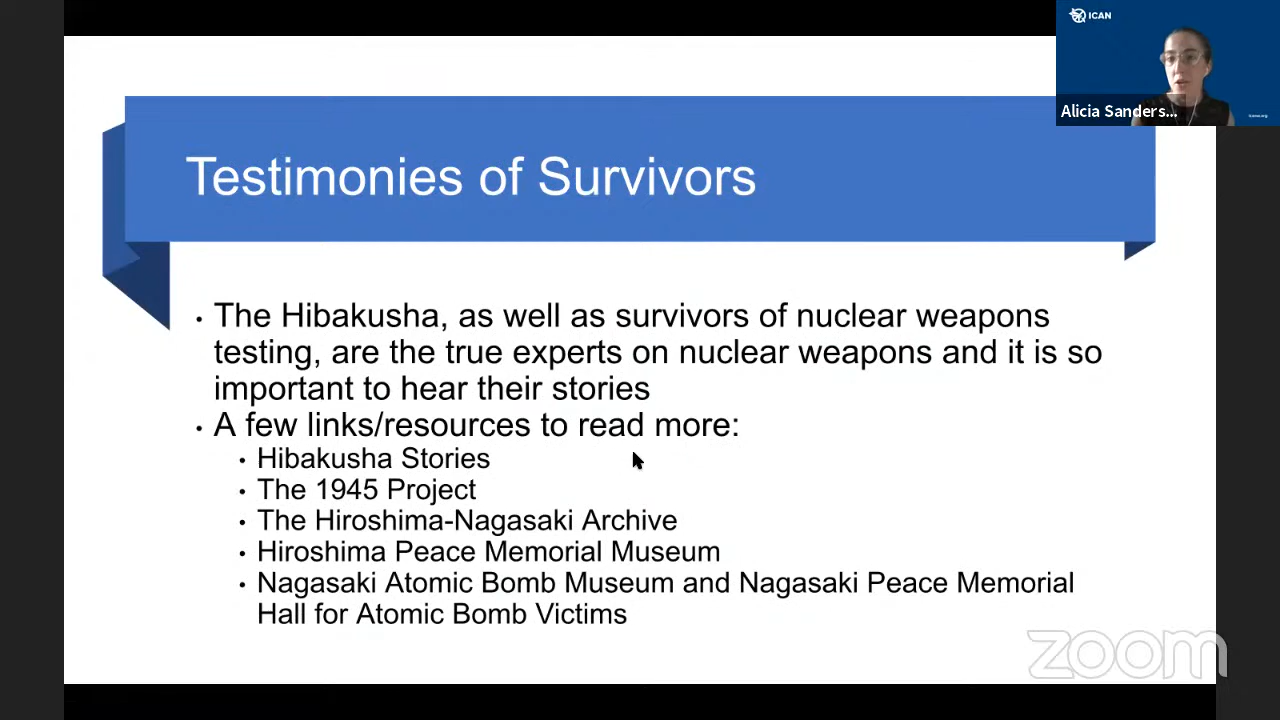 ICAN
Alicia Sanders...
Testimonies of Survivors
• The Hibakusha, as well as survivors of nuclear weapons
testing, are the true experts on nuclear weapons and it is so
important to hear their stories
• A few links/resources to read more:
• Hibakusha Stories
• The 1945 Project
• The Hiroshima-Nagasaki Archive
• Hiroshima Peace Memorial Museum
• Nagasaki Atomic Bomb Museum and Nagasaki Peace Memorial
Hall for Atomic Bomb Victims
zoom